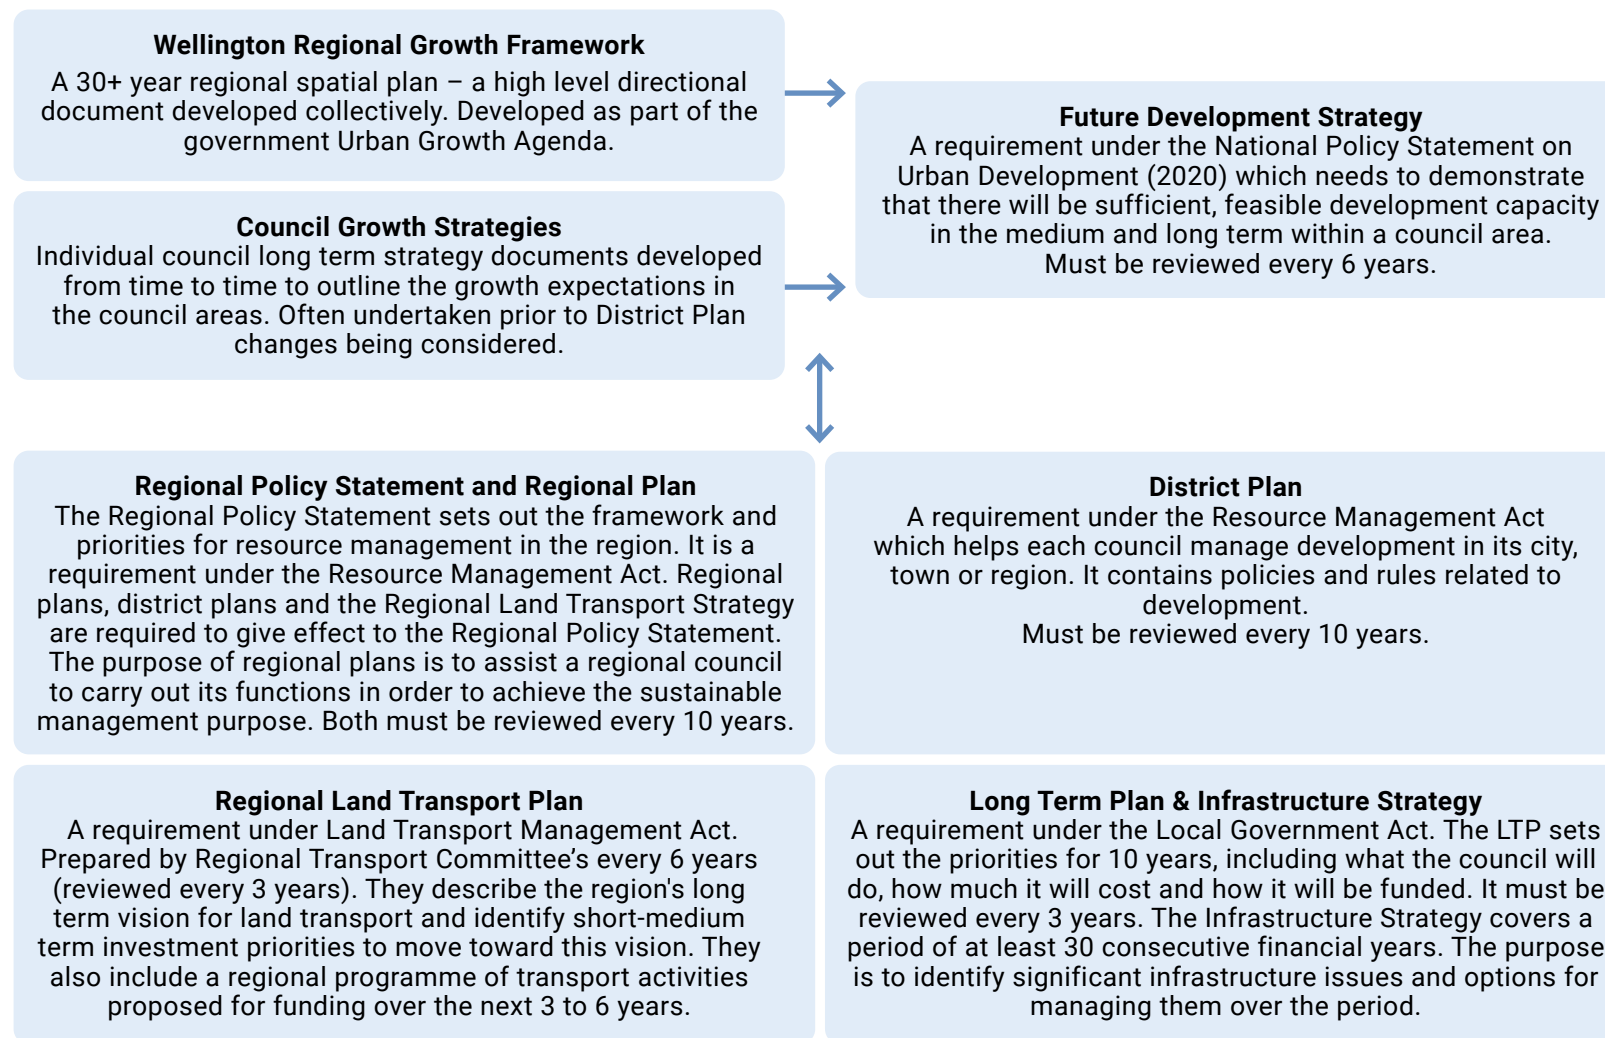 Wellington Regional Growth Framework
A 30+ year regional spatial plan – a high level directional
document developed collectively. Developed as part of the
government Urban Growth Agenda.
Future Development Strategy
A requirement under the National Policy Statement on
Urban Development (2020) which needs to demonstrate
that there will be sufficient, feasible development capacity
in the medium and long term within a council area.
Must be reviewed every 6 years.
Council Growth Strategies
Individual council long term strategy documents developed
from time to time to outline the growth expectations in
the council areas. Often undertaken prior to District Plan
changes being considered.
Regional Policy Statement and Regional Plan
The Regional Policy Statement sets out the framework and
priorities for resource management in the region. It is a
requirement under the Resource Management Act. Regional
plans, district plans and the Regional Land Transport Strategy
are required to give effect to the Regional Policy Statement.
The purpose of regional plans is to assist a regional council
to carry out its functions in order to achieve the sustainable
management purpose. Both must be reviewed every 10 years.
District Plan
A requirement under the Resource Management Act
which helps each council manage development in its city,
town or region. It contains policies and rules related to
development.
Must be reviewed every 10 years.
Regional Land Transport Plan
A requirement under Land Transport Management Act.
Prepared by Regional Transport Committee’s every 6 years
(reviewed every 3 years). They describe the region's long
term vision for land transport and identify short-medium
term investment priorities to move toward this vision. They
also include a regional programme of transport activities
proposed for funding over the next 3 to 6 years.
Long Term Plan & Infrastructure Strategy
A requirement under the Local Government Act. The LTP sets
out the priorities for 10 years, including what the council will
do, how much it will cost and how it will be funded. It must be
reviewed every 3 years. The Infrastructure Strategy covers a
period of at least 30 consecutive financial years. The purpose
is to identify significant infrastructure issues and options for
managing them over the period.